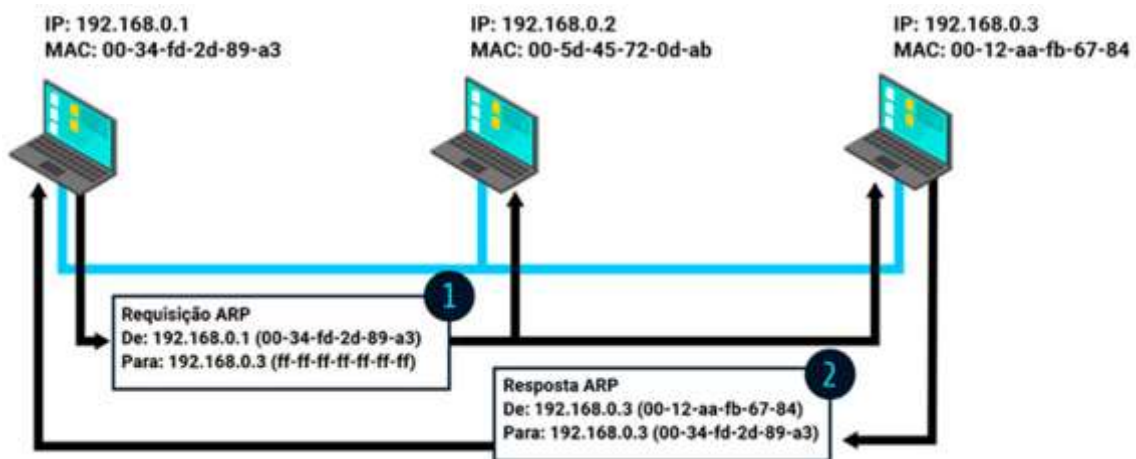 IP: 192.168.0.1
MAC: 00-34-fd-2d-89-a3
IP: 192.168.0.2
MAC: 00-5d-45-72-0d-ab
IP: 192.168.0.3
MAC: 00-12-aa-fb-67-84
1
Requisição ARP
De: 192.168.0.1 (00-34-fd-2d-89-a3)
Para: 192.168.0.3 (ff-ff-ff-ff-ff-ff-ff)
2
Resposta ARP
De: 192.168.0.3 (00-12-aa-fb-67-84)
Para: 192.168.0.3 (00-34-fd-2d-89-a3)